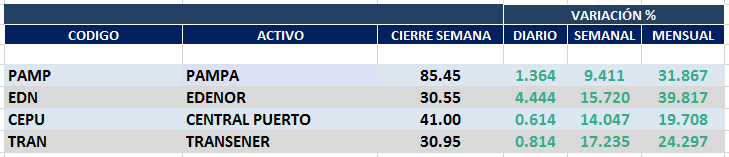 VARIACIÓN %
CODIGO ACTIVO CIERRE SEMANA DIARIO SEMANAL MENSUAL
PAMP PAMPA 85.45 1.364 9.411 31.867
EDN EDENOR 30.55 4.444 15.720 39.817
CEPU CENTRAL PUERTO 41.00 0.614 14.047 19.708
TRAN TRANSENER 30.95 0.814 17.235 24.297